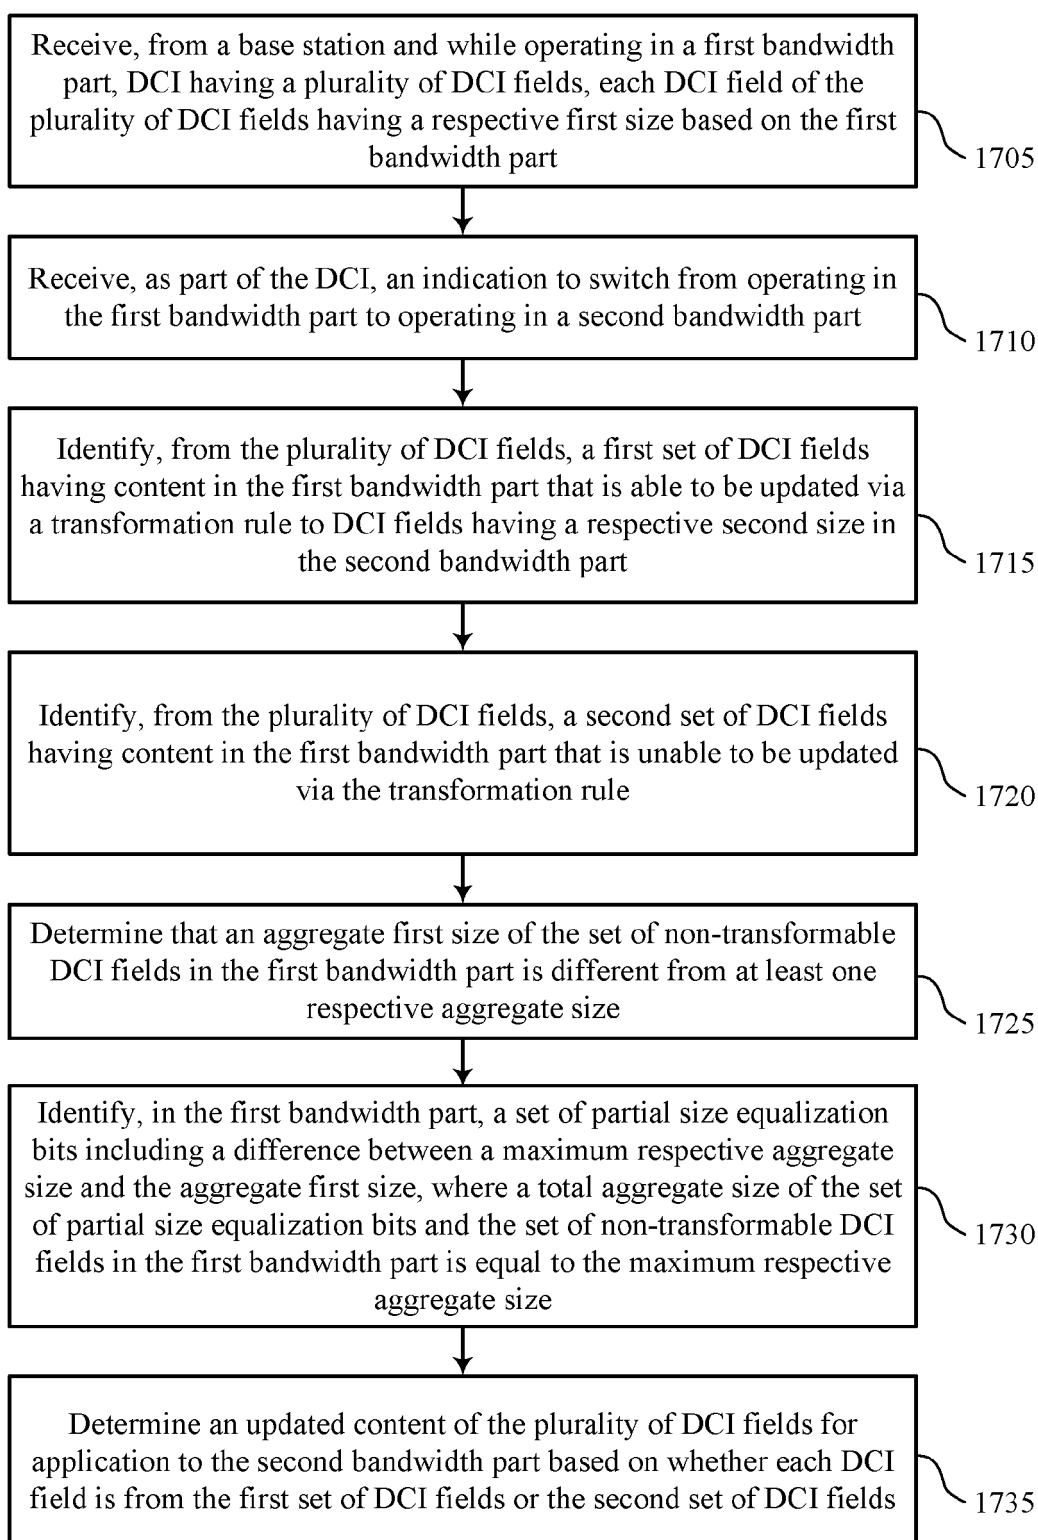 Receive, from a base station and while operating in a first bandwidth
part, DCI having a plurality of DCI fields, each DCI field of the
plurality of DCI fields having a respective first size based on the first
bandwidth part
1705
Receive, as part of the DCI, an indication to switch from operating in
the first bandwidth part to operating in a second bandwidth part
1710
Identify, from the plurality of DCI fields, a first set of DCI fields
having content in the first bandwidth part that is able to be updated via
a transformation rule to DCI fields having a respective second size in
the second bandwidth part
1715
Identify, from the plurality of DCI fields, a second set of DCI fields
having content in the first bandwidth part that is unable to be updated
via the transformation rule
1720
Determine that an aggregate first size of the set of non-transformable
DCI fields in the first bandwidth part is different from at least one
respective aggregate size
1725
Identify, in the first bandwidth part, a set of partial size equalization
bits including a difference between a maximum respective aggregate
size and the aggregate first size, where a total aggregate size of the set
of partial size equalization bits and the set of non-transformable DCI
fields in the first bandwidth part is equal to the maximum respective
aggregate size
1730
Determine an updated content of the plurality of DCI fields for
application to the second bandwidth part based on whether each DCI
field is from the first set of DCI fields or the second set of DCI fields
1735